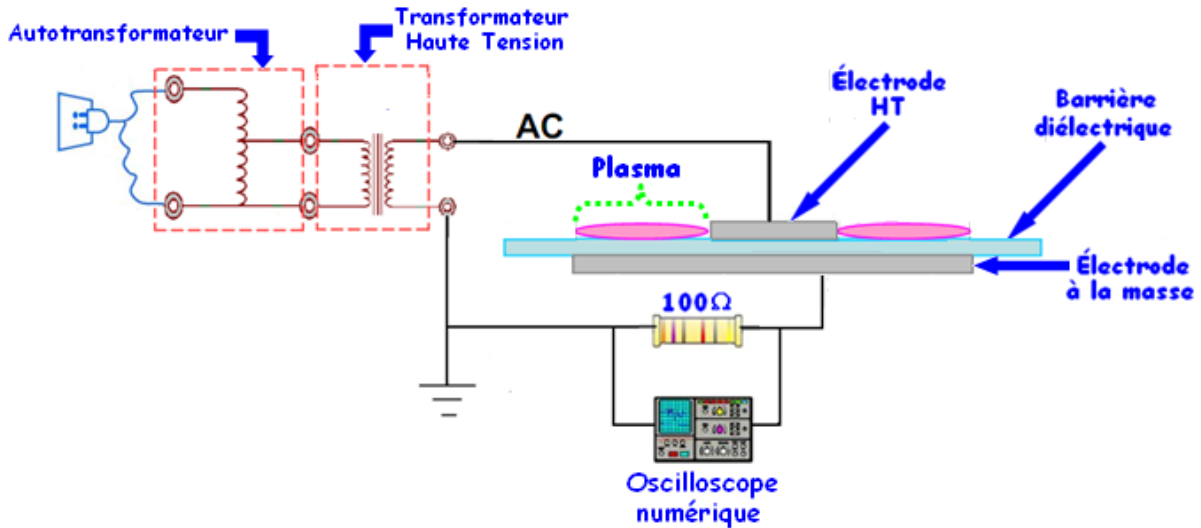 Autotransformateur
Transformateur
Haute Tension
AC
Électrode
HT
Barrière
diélectrique
Plasma
Électrode
à la masse
100Ω
Oscilloscope
numérique